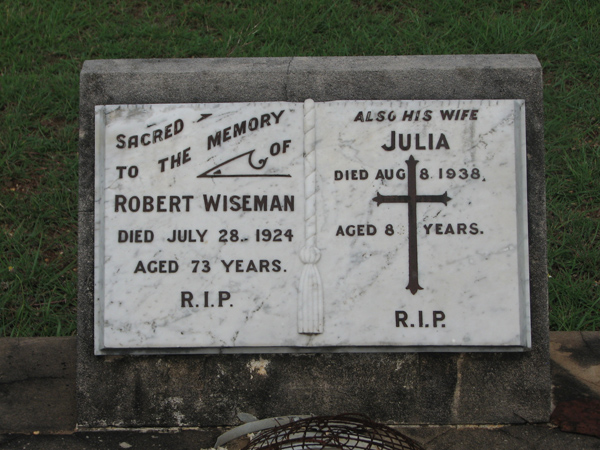 SACRED
TO THE MEMORY
OF
ROBERT WISEMAN
DIED JULY 28. 1924
AGED 73 YEARS.
R.I.P.
ALSO HIS WIFE
JULIA
DIED AUG 8 1938.
AGED 8 YEARS.
R.I.P.